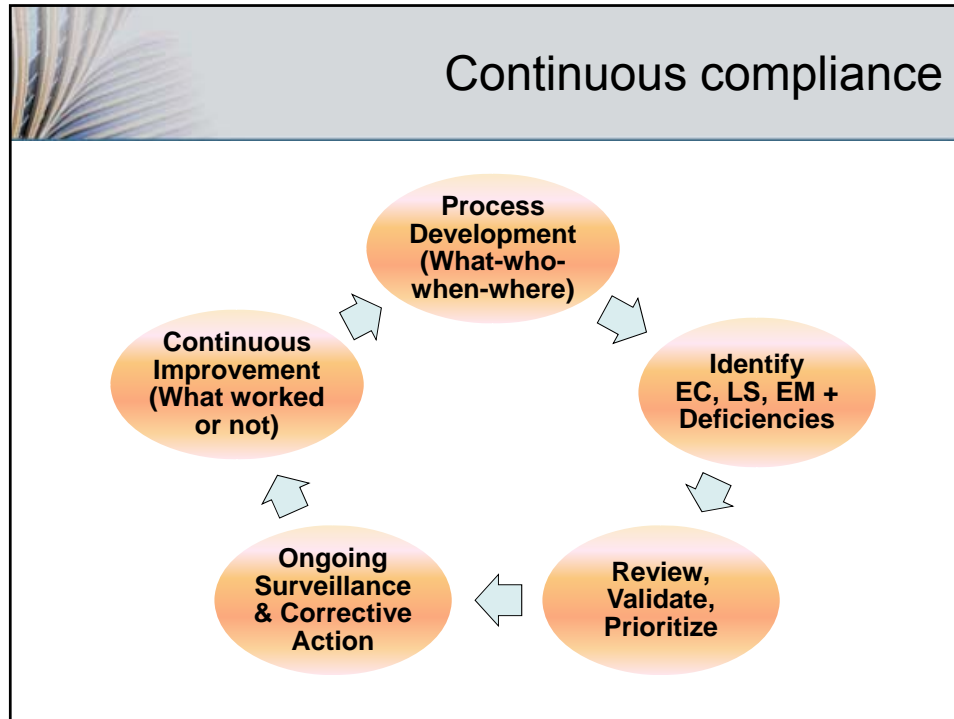 Continuous compliance
Process
Development
(What-who-
when-where)
Identify
EC, LS, EM +
Deficiencies
Review,
Validate,
Prioritize
Ongoing
Surveillance
& Corrective
Action
Continuous
Improvement
(What worked
or not)